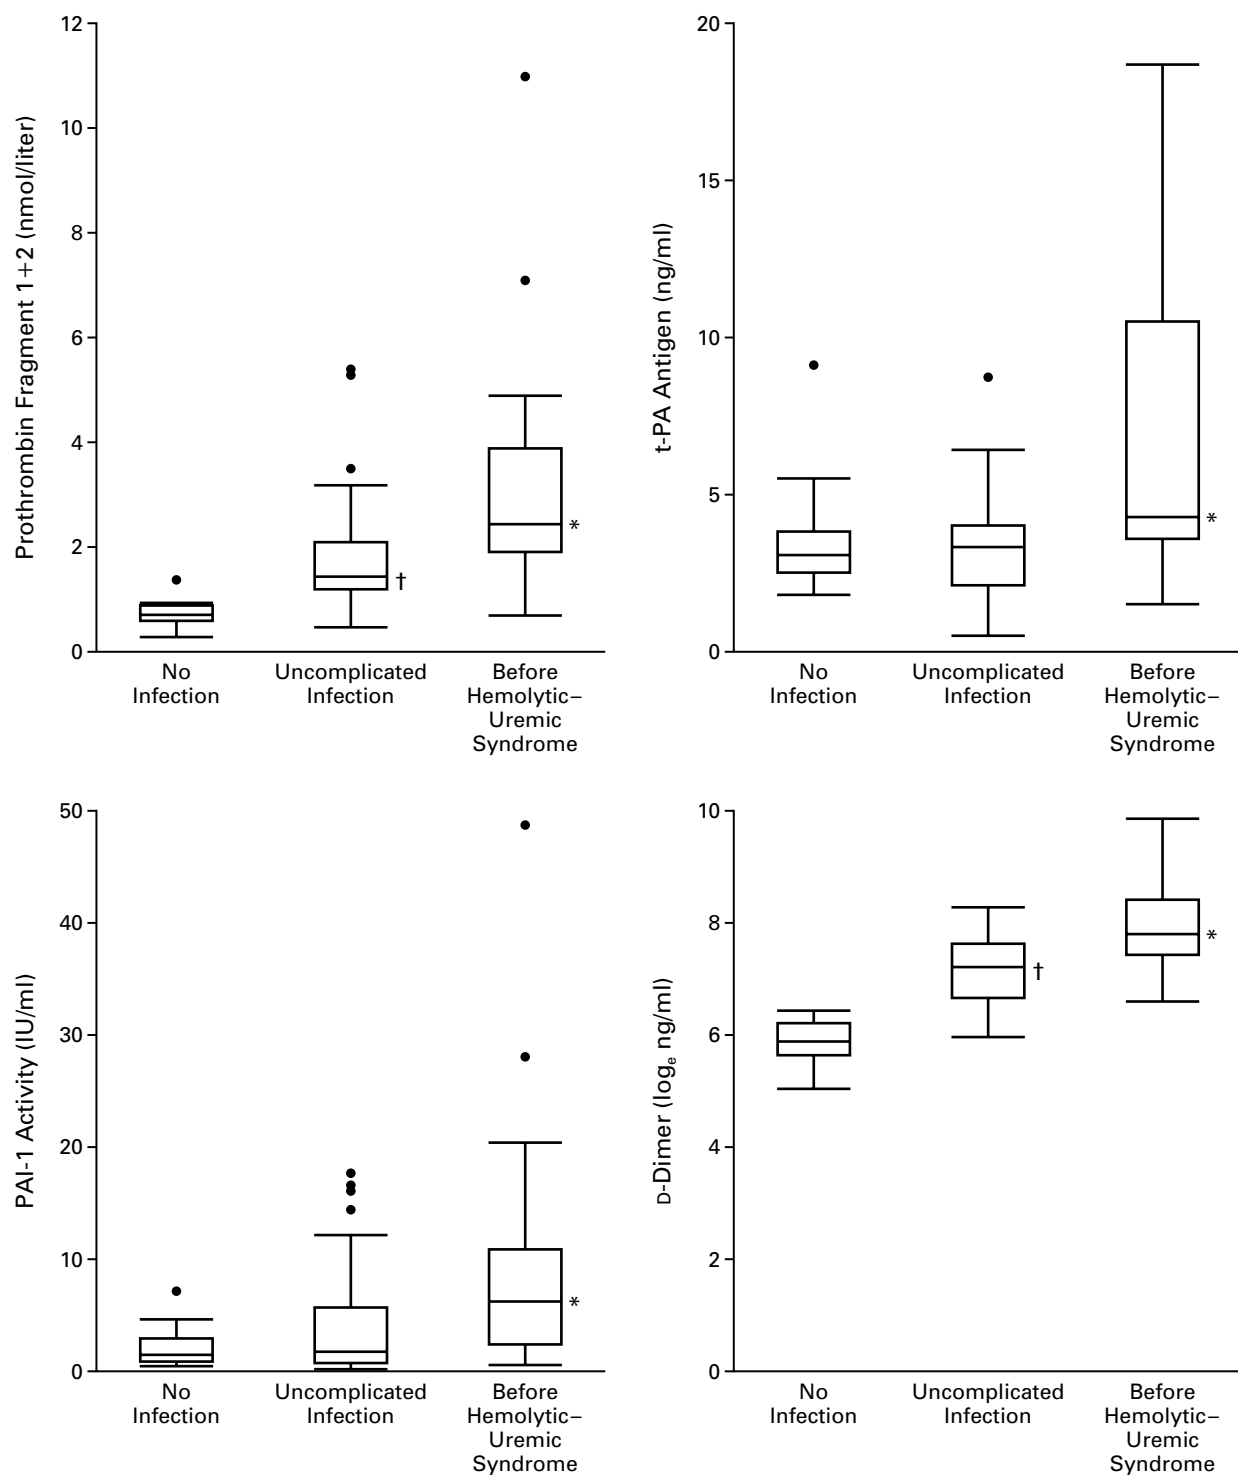 Prothrombin Fragment 1+2 (nmol/liter)
12
10
8
6
4
2
0
†
*
No
Infection
Uncomplicated
Infection
Before
Hemolytic–
Uremic
Syndrome
t-PA Antigen (ng/ml)
20
15
10
5
0
*
No
Infection
Uncomplicated
Infection
Before
Hemolytic–
Uremic
Syndrome
PAI-1 Activity (IU/ml)
50
40
30
20
10
0
*
No
Infection
Uncomplicated
Infection
Before
Hemolytic–
Uremic
Syndrome
D-Dimer (logₑ ng/ml)
10
8
6
4
2
0
†
*
No
Infection
Uncomplicated
Infection
Before
Hemolytic–
Uremic
Syndrome